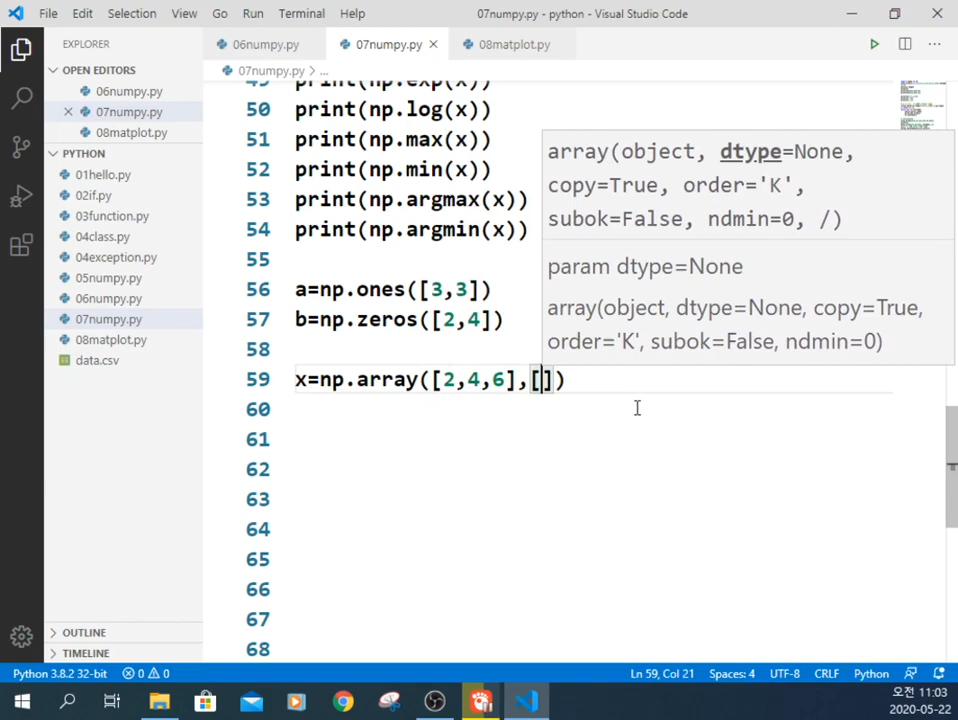 File Edit Selection View Go Run Terminal Help 07numpy.py - python - Visual Studio Code
EXPLORER
OPEN EDITORS
06numpy.py
07numpy.py
08matplot.py
PYTHON
01hello.py
02if.py
03function.py
04class.py
04exception.py
05numpy.py
06numpy.py
07numpy.py
08matplot.py
data.csv
OUTLINE
TIMELINE
06numpy.py 07numpy.py 08matplot.py
07numpy.py > ...
49 print(np.exp(x))
50 print(np.log(x))
51 print(np.max(x))
52 print(np.min(x))
53 print(np.argmax(x))
54 print(np.argmin(x))
55
56 a=np.ones([3,3])
57 b=np.zeros([2,4])
58
59 x=np.array([2,4,6],[])
60
61
62
63
64
65
66
67
68
array(object, dtype=None,
copy=True, order='K',
subok=False, ndmin=0, /)
param dtype=None
array(object, dtype=None, copy=True,
order='K', subok=False, ndmin=0)
Python 3.8.2 32-bit 0 0 Ln 59, Col 21 Spaces: 4 UTF-8 CRLF Python
오전 11:03
2020-05-22